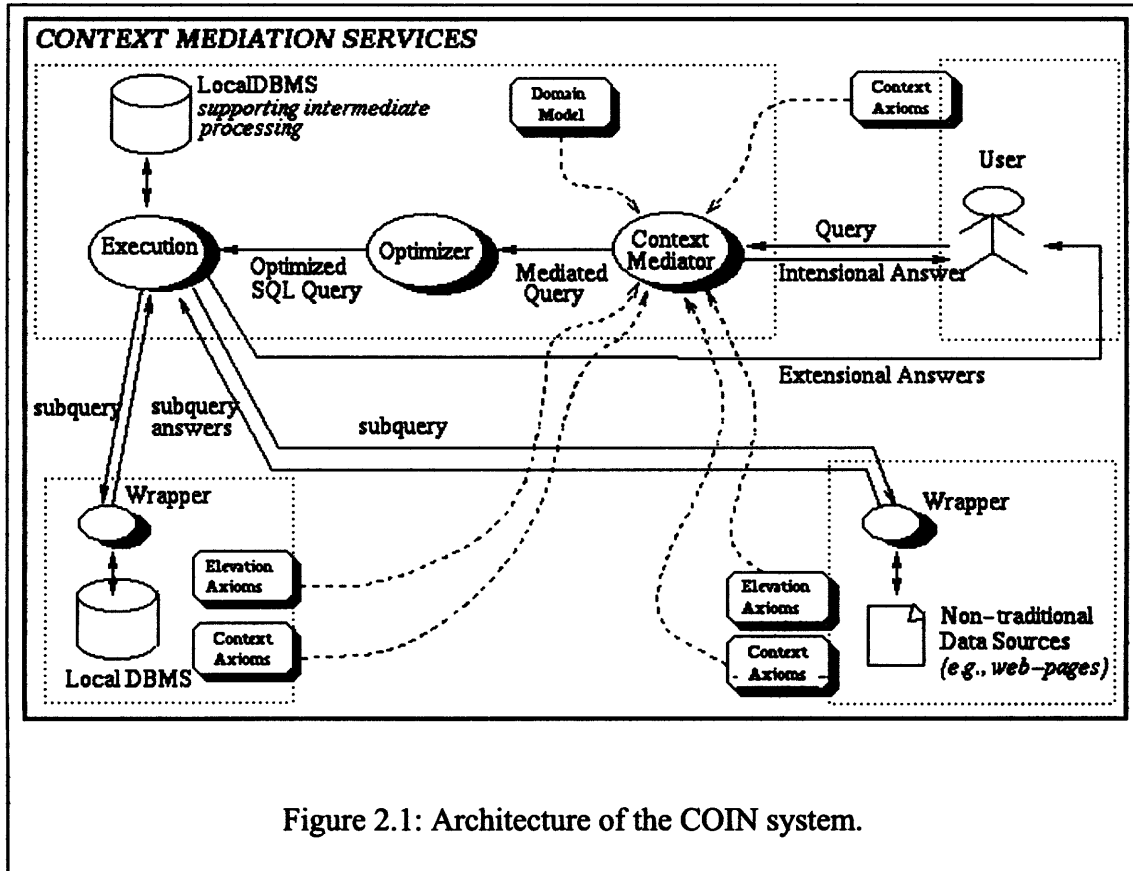 CONTEXT MEDIATION SERVICES
LocalDBMS
supporting intermediate
processing
Domain
Model
Context
Axioms
User
Execution
Optimizer
Context
Mediator
Query
Intensional Answer
Optimized
SQL Query
Mediated
Query
Extensional Answers
subquery
subquery
answers
subquery
Wrapper
Wrapper
Elevation
Axioms
Context
Axioms
Local DBMS
Elevation
Axioms
Context
Axioms
Non-traditional
Data Sources
(e.g., web-pages)
Figure 2.1: Architecture of the COIN system.